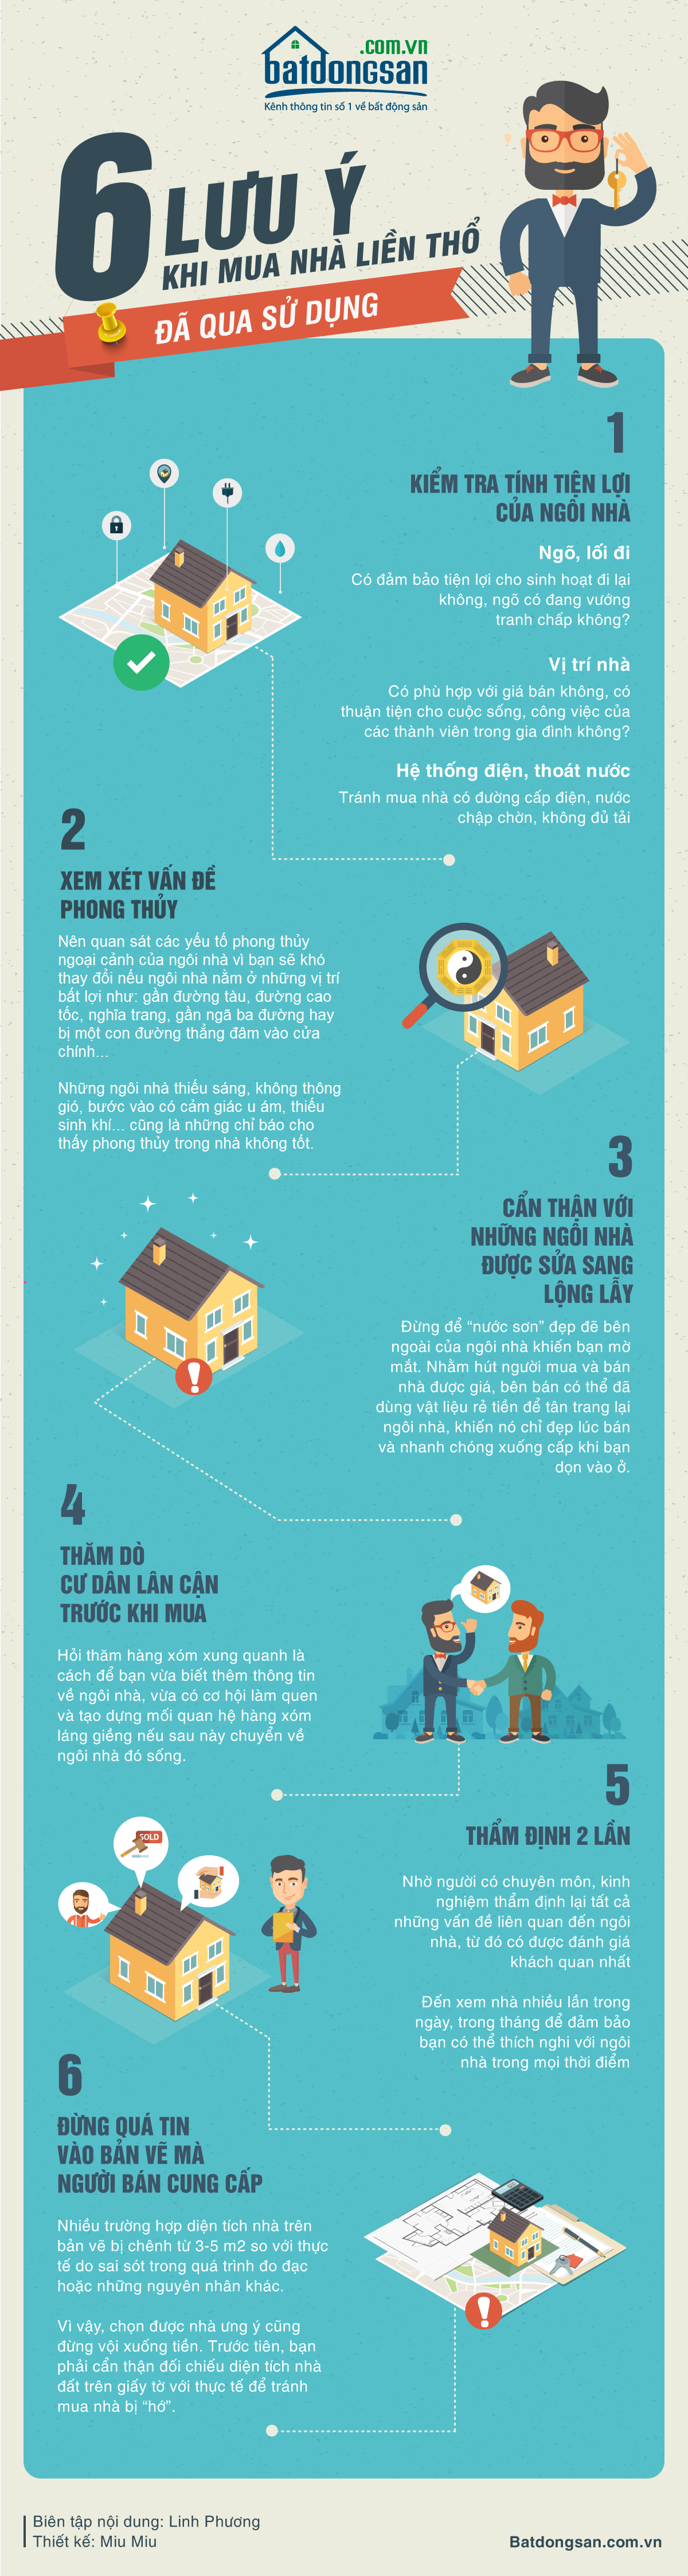 .com.vn
batdongsan
Kênh thông tin số 1 về bất động sản
6 LƯU Ý
KHI MUA NHÀ LIỀN THỔ
ĐÃ QUA SỬ DỤNG
1
KIỂM TRA TÍNH TIỆN LỢI
CỦA NGÔI NHÀ
Ngõ, lối đi
Có đảm bảo tiện lợi cho sinh hoạt đi lại
không, ngõ có đang vướng
tranh chấp không?
Vị trí nhà
Có phù hợp với giá bán không, có
thuận tiện cho cuộc sống, công việc của
các thành viên trong gia đình không?
Hệ thống điện, thoát nước
Tránh mua nhà có đường cấp điện, nước
chập chờn, không đủ tải
2
XEM XÉT VẤN ĐỀ
PHONG THỦY
Nên quan sát các yếu tố phong thủy
ngoại cảnh của ngôi nhà vì bạn sẽ khó
thay đổi nếu ngôi nhà nằm ở những vị trí
bất lợi như: gần đường tàu, đường cao
tốc, nghĩa trang, gần ngã ba đường hay
bị một con đường thẳng đâm vào cửa
chính...
Những ngôi nhà thiếu sáng, không thông
gió, bước vào có cảm giác u ám, thiếu
sinh khí... cũng là những chỉ báo cho
thấy phong thủy trong nhà không tốt.
3
CẨN THẬN VỚI
NHỮNG NGÔI NHÀ
ĐƯỢC SỬA SANG
LỘNG LẪY
Đừng để “nước sơn” đẹp đẽ bên
ngoài của ngôi nhà khiến bạn mờ
mắt. Nhằm hút người mua và bán
nhà được giá, bên bán có thể đã
dùng vật liệu rẻ tiền để tân trang lại
ngôi nhà, khiến nó chỉ đẹp lúc bán
và nhanh chóng xuống cấp khi bạn
dọn vào ở.
4
THĂM DÒ
CƯ DÂN LÂN CẬN
TRƯỚC KHI MUA
Hỏi thăm hàng xóm xung quanh là
cách để bạn vừa biết thêm thông tin
về ngôi nhà, vừa có cơ hội làm quen
và tạo dựng mối quan hệ hàng xóm
láng giềng nếu sau này chuyển về
ngôi nhà đó sống.
5
THẨM ĐỊNH 2 LẦN
SOLD
Nhờ người có chuyên môn, kinh
nghiệm thẩm định lại tất cả
những vấn đề liên quan đến ngôi
nhà, từ đó có được đánh giá
khách quan nhất
Đến xem nhà nhiều lần trong
ngày, trong tháng để đảm bảo
bạn có thể thích nghi với ngôi
nhà trong mọi thời điểm
6
ĐỪNG QUÁ TIN
VÀO BẢN VẼ MÀ
NGƯỜI BÁN CUNG CẤP
Nhiều trường hợp diện tích nhà trên
bản vẽ bị chênh từ 3-5 m2 so với thực
tế do sai sót trong quá trình đo đạc
hoặc những nguyên nhân khác.
Vì vậy, chọn được nhà ưng ý cũng
đừng vội xuống tiền. Trước tiên, bạn
phải cẩn thận đối chiếu diện tích nhà
đất trên giấy tờ với thực tế để tránh
mua nhà bị “hớ”.
Biên tập nội dung: Linh Phương
Thiết kế: Miu Miu
Batdongsan.com.vn